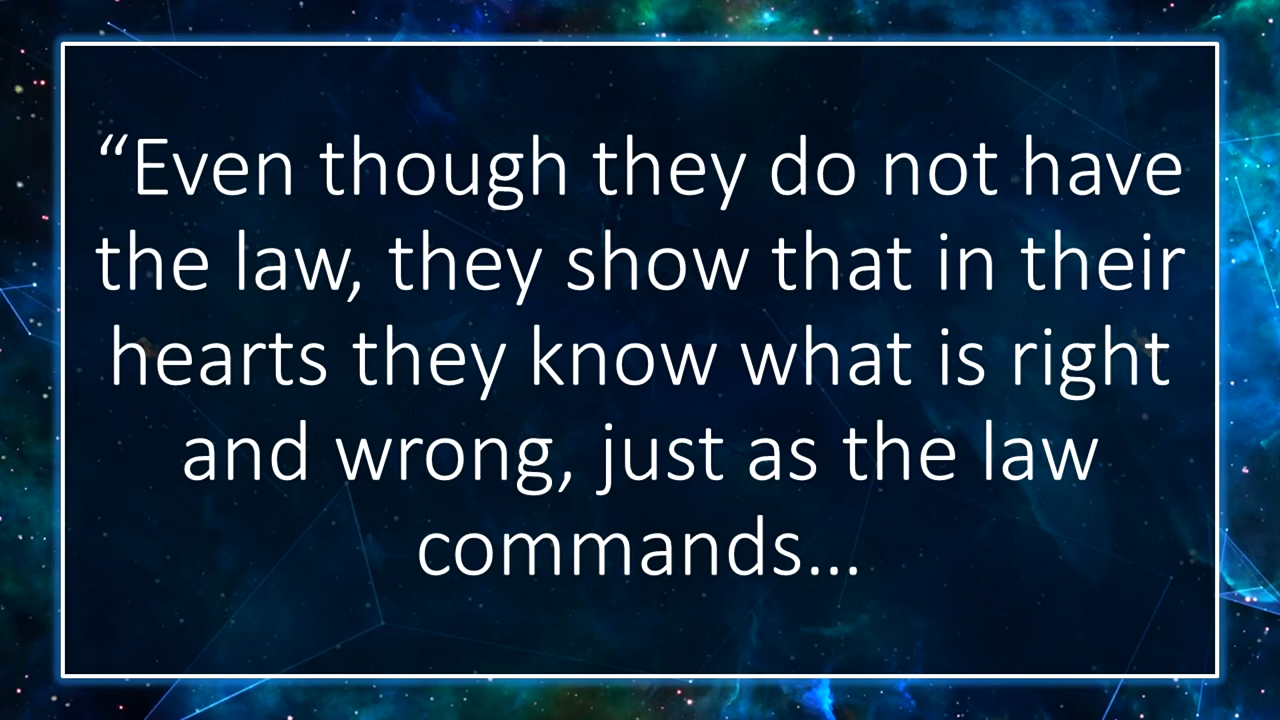 “Even though they do not have
the law, they show that in their
hearts they know what is right
and wrong, just as the law
commands...